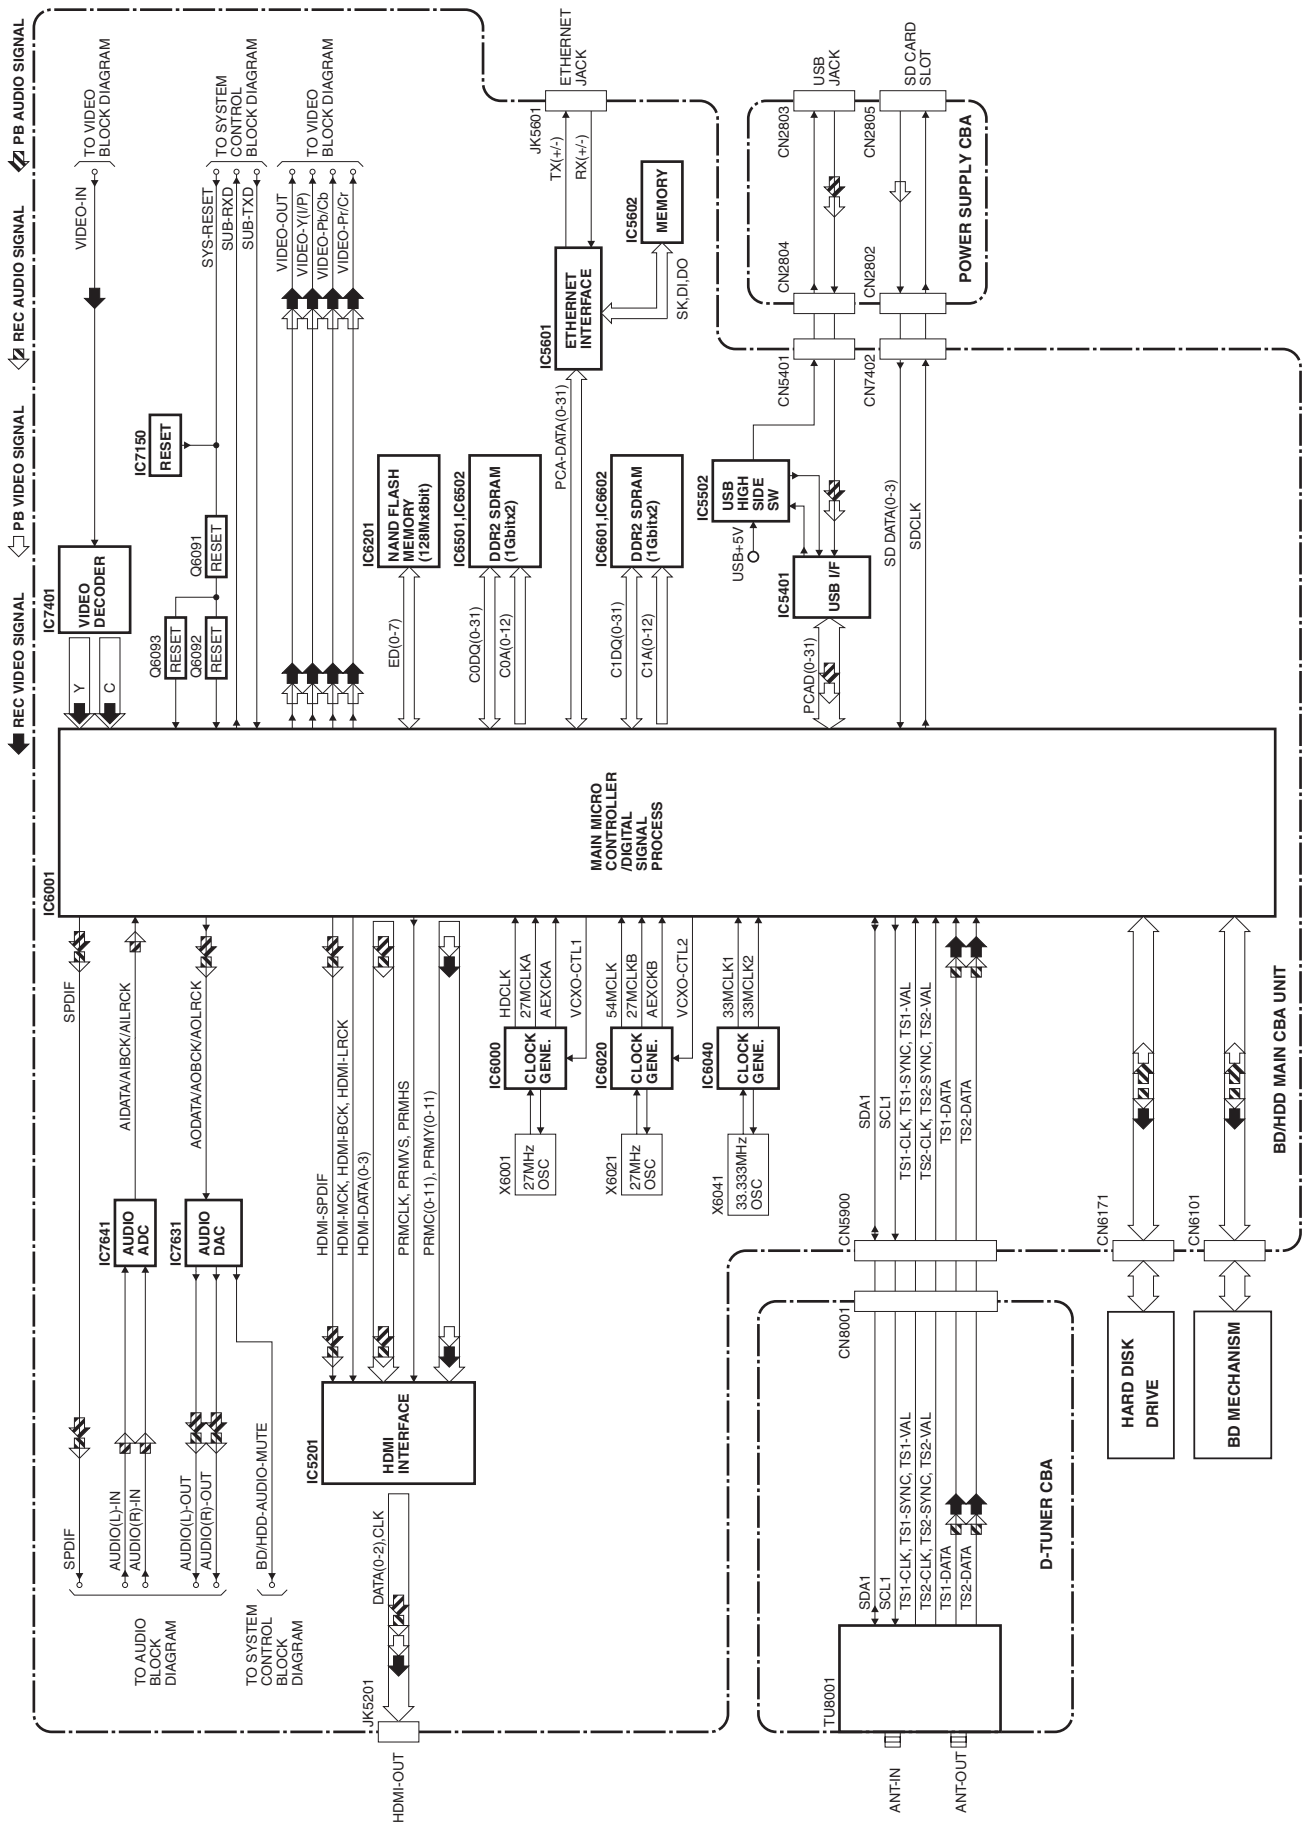 REC VIDEO SIGNAL
PB VIDEO SIGNAL
REC AUDIO SIGNAL
PB AUDIO SIGNAL
TO AUDIO
BLOCK
DIAGRAM
SPDIF
SPDIF
AUDIO(L)-IN
AUDIO(R)-IN
IC7641
AUDIO
ADC
AIDATA/AIBCK/AILRCK
AUDIO(L)-OUT
AUDIO(R)-OUT
IC7631
AUDIO
DAC
AODATA/AOBCK/AOLRCK
TO SYSTEM
CONTROL
BLOCK
DIAGRAM
BD/HDD-AUDIO-MUTE
HDMI-OUT
JK5201
DATA(0-2),CLK
IC5201
HDMI
INTERFACE
HDMI-SPDIF
HDMI-MCK, HDMI-BCK, HDMI-LRCK
HDMI-DATA(0-3)
PRMCLK, PRMVS, PRMHS
PRMC(0-11), PRMY(0-11)
X6001
27MHz
OSC
IC6000
CLOCK
GENE.
HDCLK
27MCLKA
AEXCKA
VCXO-CTL1
X6021
27MHz
OSC
IC6020
CLOCK
GENE.
54MCLK
27MCLKB
AEXCKB
VCXO-CTL2
X6041
33.333MHz
OSC
IC6040
CLOCK
GENE.
33MCLK1
33MCLK2
ANT-IN
ANT-OUT
TU8001
SDA1
SCL1
TS1-CLK, TS1-SYNC, TS1-VAL
TS2-CLK, TS2-SYNC, TS2-VAL
TS1-DATA
TS2-DATA
D-TUNER CBA
CN8001
CN5900
SDA1
SCL1
TS1-CLK, TS1-SYNC, TS1-VAL
TS2-CLK, TS2-SYNC, TS2-VAL
TS1-DATA
TS2-DATA
HARD DISK
DRIVE
CN6171
BD MECHANISM
CN6101
BD/HDD MAIN CBA UNIT
IC6001
MAIN MICRO
CONTROLLER
/DIGITAL
SIGNAL
PROCESS
Y
C
IC7401
VIDEO
DECODER
VIDEO-IN
TO VIDEO
BLOCK DIAGRAM
Q6093
RESET
Q6092
RESET
Q6091
RESET
IC7150
RESET
SYS-RESET
SUB-RXD
SUB-TXD
TO SYSTEM
CONTROL
BLOCK DIAGRAM
VIDEO-OUT
VIDEO-Y(I/P)
VIDEO-Pb/Cb
VIDEO-Pr/Cr
TO VIDEO
BLOCK DIAGRAM
ED(0-7)
IC6201
NAND FLASH
MEMORY
(128Mx8bit)
C0DQ(0-31)
C0A(0-12)
IC6501,IC6502
DDR2 SDRAM
(1Gbitx2)
PCA-DATA(0-31)
IC5601
ETHERNET
INTERFACE
SK,DI,DO
IC5602
MEMORY
TX(+/-)
RX(+/-)
JK5601
ETHERNET
JACK
C1DQ(0-31)
C1A(0-12)
IC6601,IC6602
DDR2 SDRAM
(1Gbitx2)
PCAD(0-31)
IC5401
USB I/F
USB+5V
IC5502
USB
HIGH
SIDE
SW
CN5401
CN2804
CN2803
USB
JACK
SD DATA(0-3)
SDCLK
CN7402
CN2802
CN2805
SD CARD
SLOT
POWER SUPPLY CBA